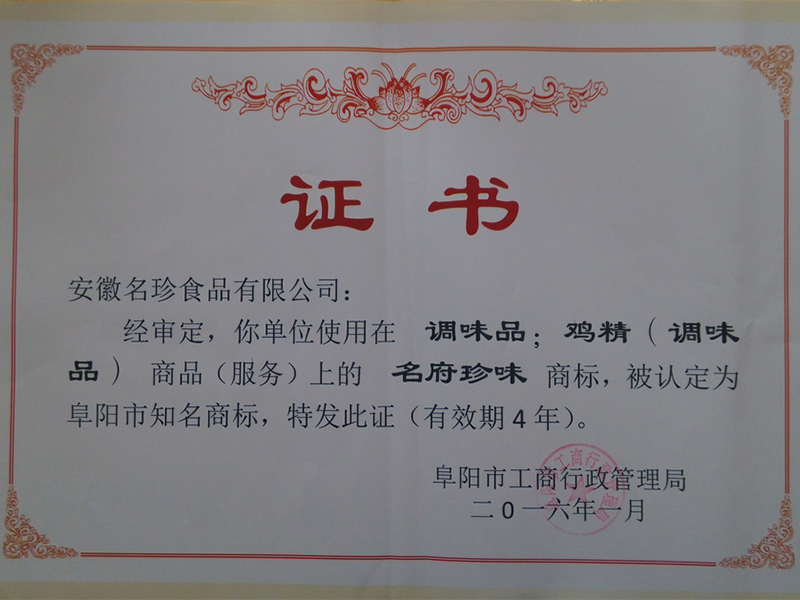 证书
安徽名珍食品有限公司：
经审定，你单位使用在 调味品；鸡精（调味
品） 商品（服务）上的 名府珍味 商标，被认定为
阜阳市知名商标，特发此证（有效期4年）。
阜阳市工商行政管理局
二0一六年一月